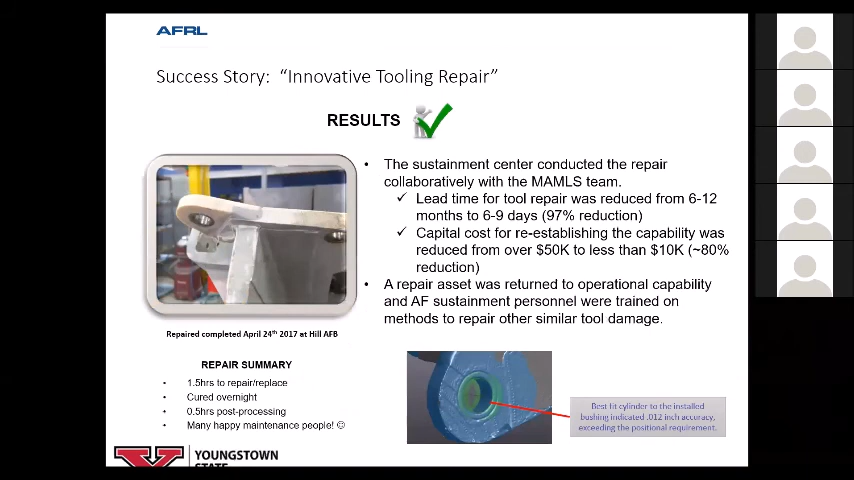 AFRL
Success Story: “Innovative Tooling Repair”
RESULTS
• The sustainment center conducted the repair
collaboratively with the MAMLS team.
✓ Lead time for tool repair was reduced from 6-12
months to 6-9 days (97% reduction)
✓ Capital cost for re-establishing the capability was
reduced from over $50K to less than $10K (~80%
reduction)
• A repair asset was returned to operational capability
and AF sustainment personnel were trained on
methods to repair other similar tool damage.
Repaired completed April 24th 2017 at Hill AFB
REPAIR SUMMARY
• 1.5hrs to repair/replace
• Cured overnight
• 0.5hrs post-processing
• Many happy maintenance people! ☺
Best fit cylinder to the installed
bushing indicated .012 inch accuracy,
exceeding the positional requirement.
YOUNGSTOWN
STATE